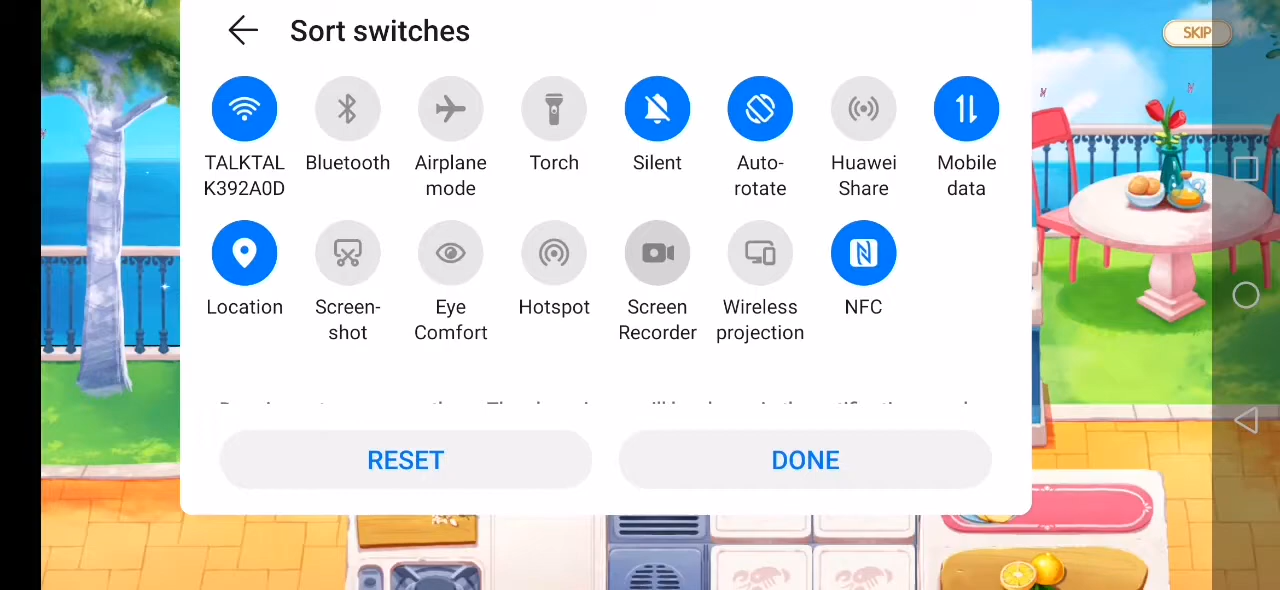 Sort switches
SKIP
TALKTAL
K392A0D
Bluetooth
Airplane
mode
Torch
Silent
Auto-
rotate
Huawei
Share
Mobile
data
Location
Screen-
shot
Eye
Comfort
Hotspot
Screen
Recorder
Wireless
projection
NFC
RESET
DONE